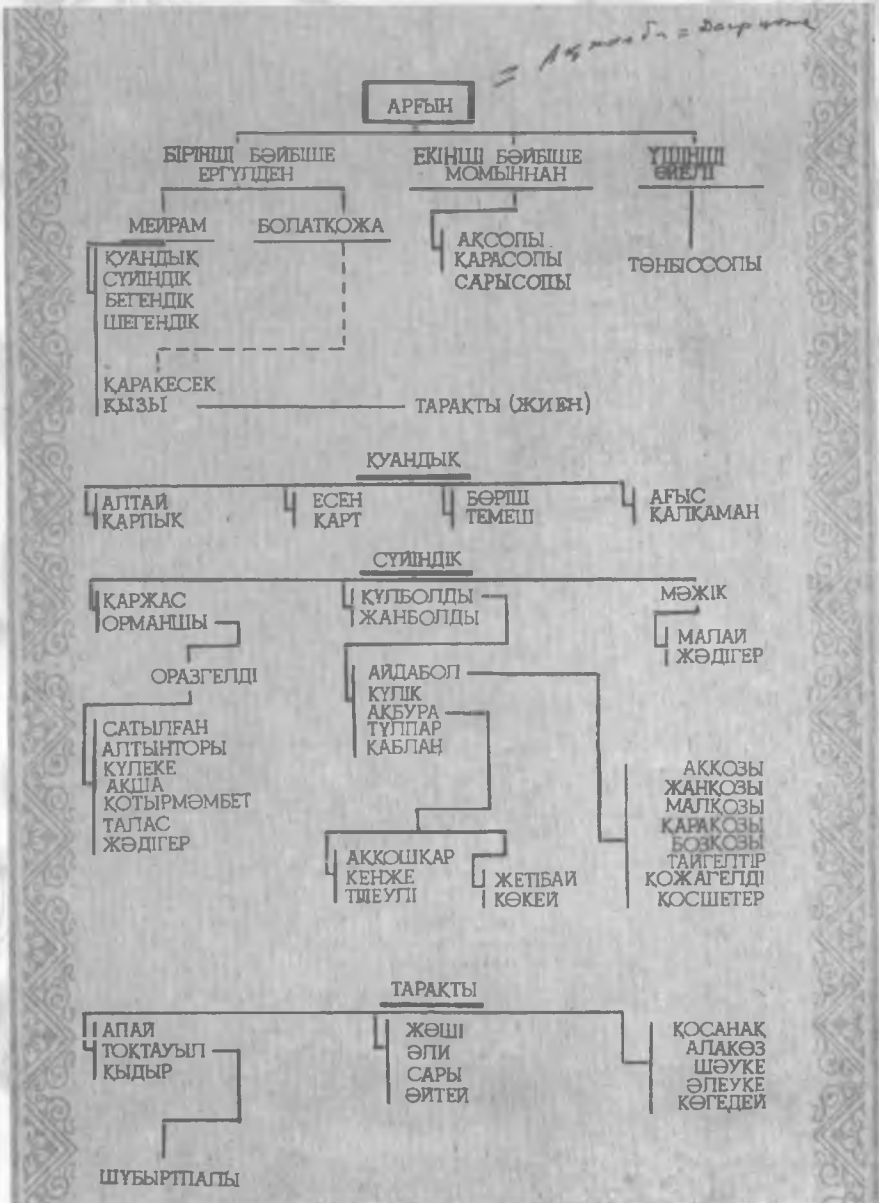 АРҒЫН
БІРІНШІ БӘЙБІШЕ
ЕРГҮЛДЕН
ЕКІНШІ БӘЙБІШЕ
МОМЫННАН
ҮШІНШІ
ӘЙЕЛІ
МЕЙРАМ
БОЛАТҚОЖА
ҚУАНДЫҚ
СҮЙІНДІК
БЕГЕНДІК
ШЕГЕНДІК
АҚСОПЫ
ҚАРАСОПЫ
САРЫСОПЫ
ТӘНБІССОПЫ
ҚАРАКЕСЕК
ҚЫЗЫ
ТАРАҚТЫ (ЖИЕН)
ҚУАНДЫҚ
АЛТАЙ
ҚАРПЫҚ
ЕСЕН
ҚАРТ
БӨРІШ
ТЕМЕШ
АҒЫС
ҚАЛҚАМАН
СҮЙІНДІК
ҚАРЖАС
ОРМАНШЫ
КҮЛБОЛДЫ
ЖАНБОЛДЫ
МӘЖІК
МАЛАЙ
ЖӘДІГЕР
ОРАЗГЕЛДІ
САТЫЛҒАН
АЛТЫНТОРЫ
КҮЛЕКЕ
АҚША
ҚОТЫРМӘМБЕТ
ТАЛАС
ЖӘДІГЕР
АЙДАБОЛ
КҮЛІК
АҚБУРА
ТҰЛПАР
ҚАБЛАН
АҚҚОЗЫ
ЖАНҚОЗЫ
МАЛҚОЗЫ
ҚАРАҚОЗЫ
БОЗҚОЗЫ
ТАЙГЕЛТІР
ҚОЖАГЕЛДІ
ҚОСШЕТЕР
АҚҚОШҚАР
КЕНЖЕ
ТІЛЕУЛІ
ЖЕТІБАЙ
КӨКЕЙ
ТАРАҚТЫ
АПАЙ
ТОҚТАУЫЛ
ҚЫДЫР
ЖӘШІ
ӘЛИ
САРЫ
ӘЙТЕЙ
ҚОСАНАҚ
АЛАКӨЗ
ШӘУКЕ
ӘЛЕУКЕ
КӨГЕДЕЙ
ШҰБЫРТПАЛЫ